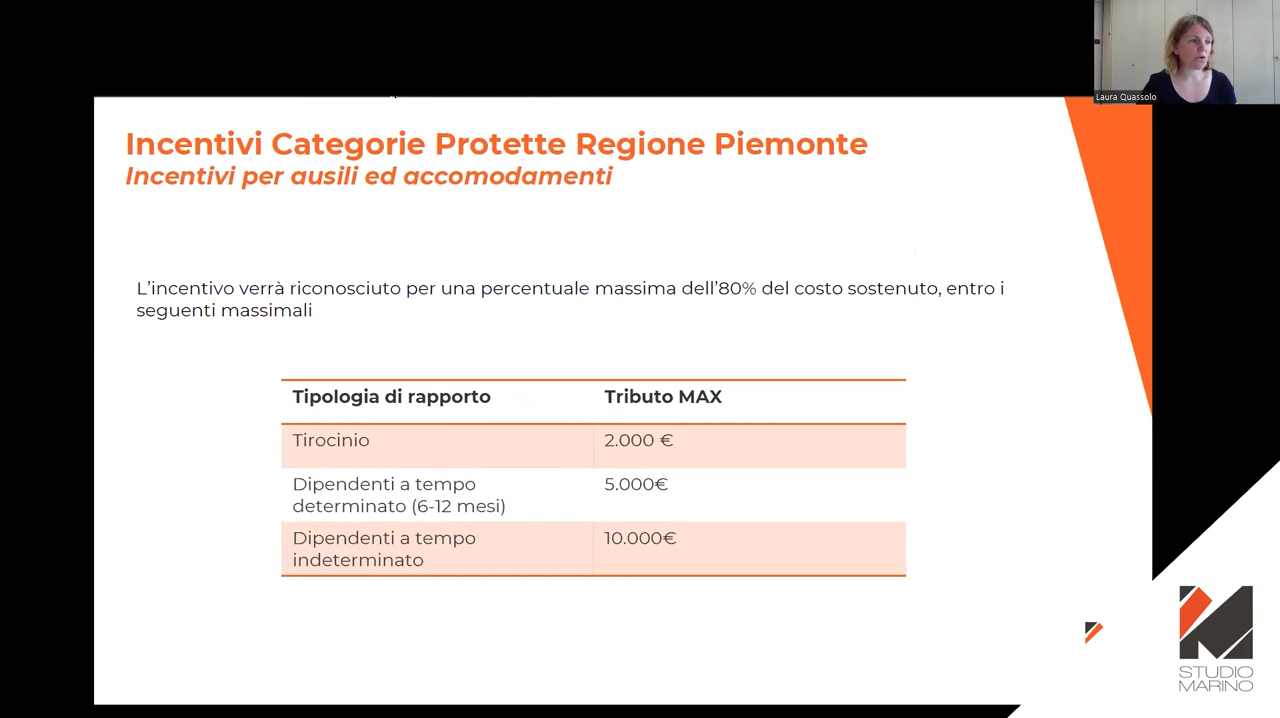 Laura Quassolo
Incentivi Categorie Protette Regione Piemonte
Incentivi per ausili ed accomodamenti
L'incentivo verrà riconosciuto per una percentuale massima dell'80% del costo sostenuto, entro i
seguenti massimali
Tipologia di rapporto Tributo MAX
Tirocinio 2.000 €
Dipendenti a tempo 5.000€
determinato (6-12 mesi)
Dipendenti a tempo 10.000€
indeterminato
STUDIO
MARINO